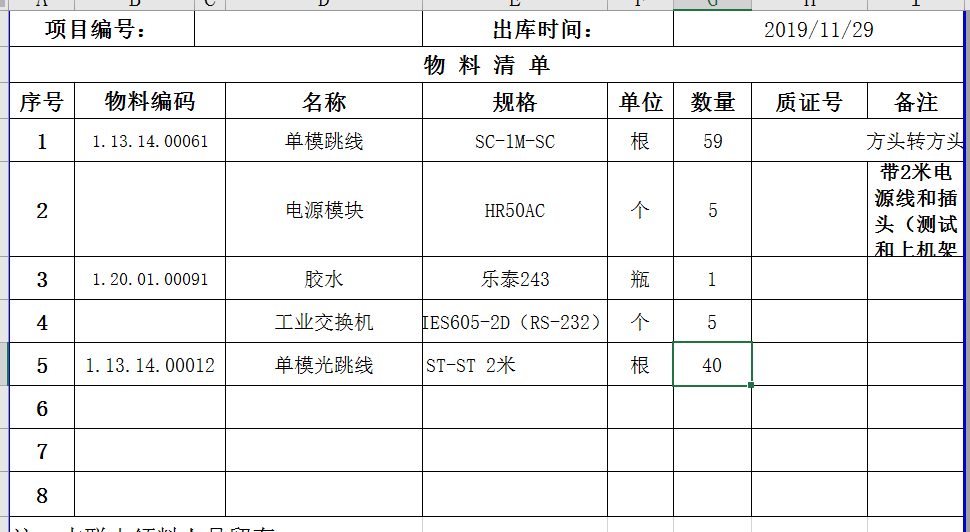 A B C D E F G H I
项目编号： 出库时间： 2019/11/29
物 料 清 单
序号 物料编码 名称 规格 单位 数量 质证号 备注
1 1.13.14.00061 单模跳线 SC-1M-SC 根 59 方头转方头
2 电源模块 HR50AC 个 5 带2米电
源线和插
头（测试
和上机架
3 1.20.01.00091 胶水 乐泰243 瓶 1
4 工业交换机 IES605-2D（RS-232） 个 5
5 1.13.14.00012 单模光跳线 ST-ST 2米 根 40
6
7
8